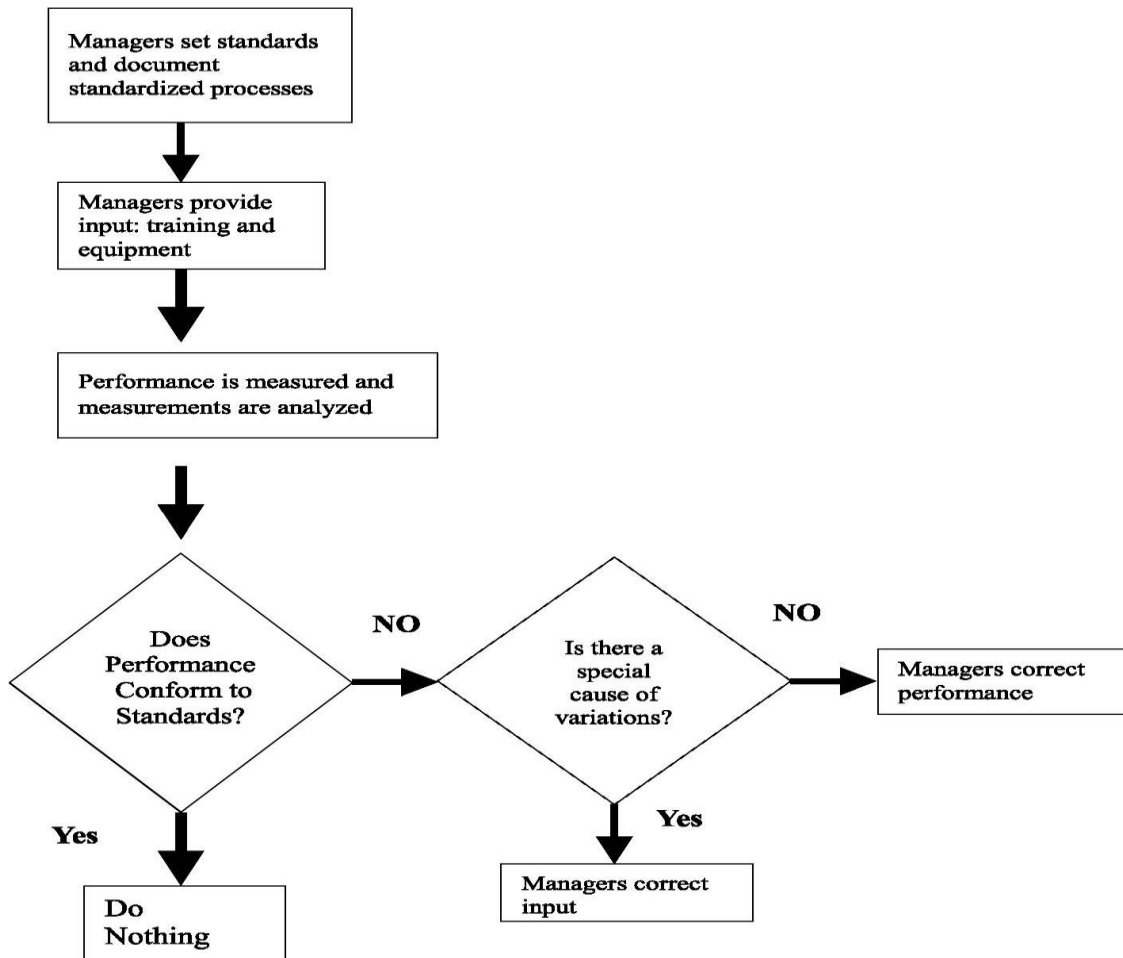 Managers set standards
and document
standardized processes
Managers provide
input: training and
equipment
Performance is measured and
measurements are analyzed
Does
Performance
Conform to
Standards?
NO
Is there a
special
cause of
variations?
NO
Managers correct
performance
Yes
Do
Nothing
Yes
Managers correct
input